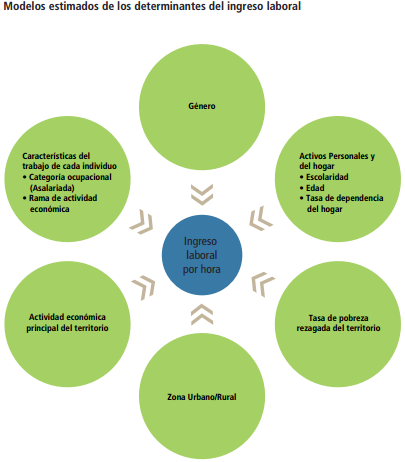 Modelos estimados de los determinantes del ingreso laboral
Género
Características del
trabajo de cada individuo
• Categoría ocupacional
(Asalariada)
• Rama de actividad
económica
Activos Personales y
del hogar
• Escolaridad
• Edad
• Tasa de dependencia
del hogar
Ingreso
laboral
por hora
Actividad económica
principal del territorio
Tasa de pobreza
rezagada del territorio
Zona Urbano/Rural